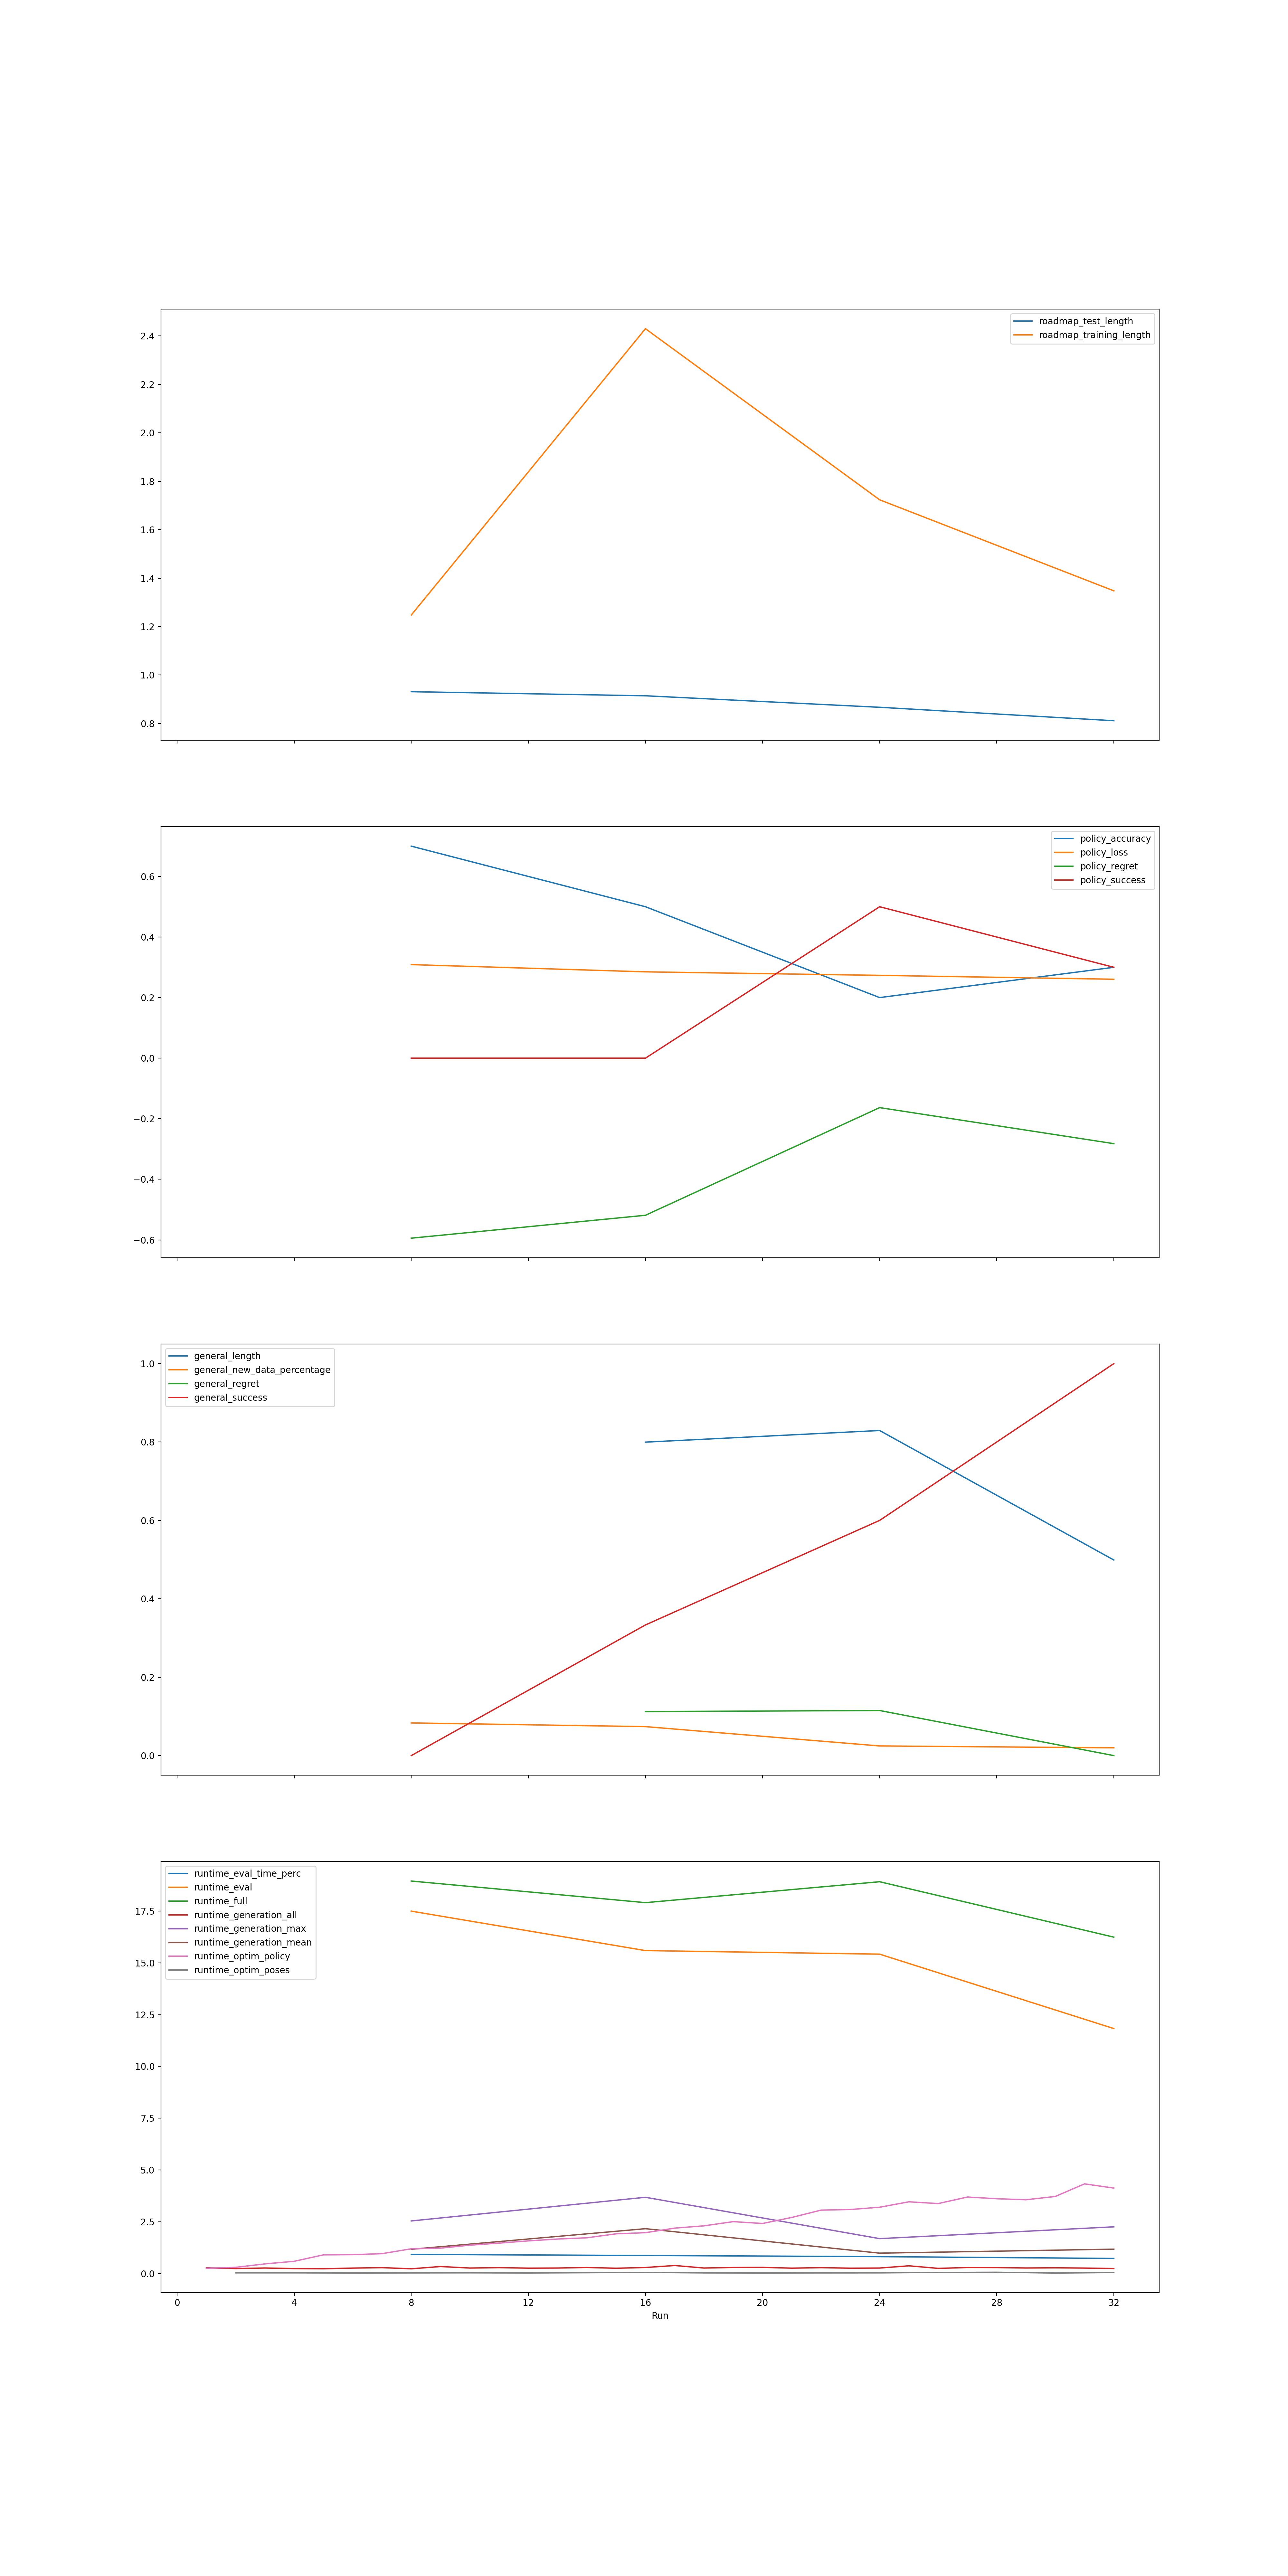 roadmap_test_length
roadmap_training_length
2.4
2.2
2.0
1.8
1.6
1.4
1.2
1.0
0.8
policy_accuracy
policy_loss
policy_regret
policy_success
0.6
0.4
0.2
0.0
−0.2
−0.4
−0.6
general_length
general_new_data_percentage
general_regret
general_success
1.0
0.8
0.6
0.4
0.2
0.0
runtime_eval_time_perc
runtime_eval
runtime_full
runtime_generation_all
runtime_generation_max
runtime_generation_mean
runtime_optim_policy
runtime_optim_poses
17.5
15.0
12.5
10.0
7.5
5.0
2.5
0.0
0 4 8 12 16 20 24 28 32
Run